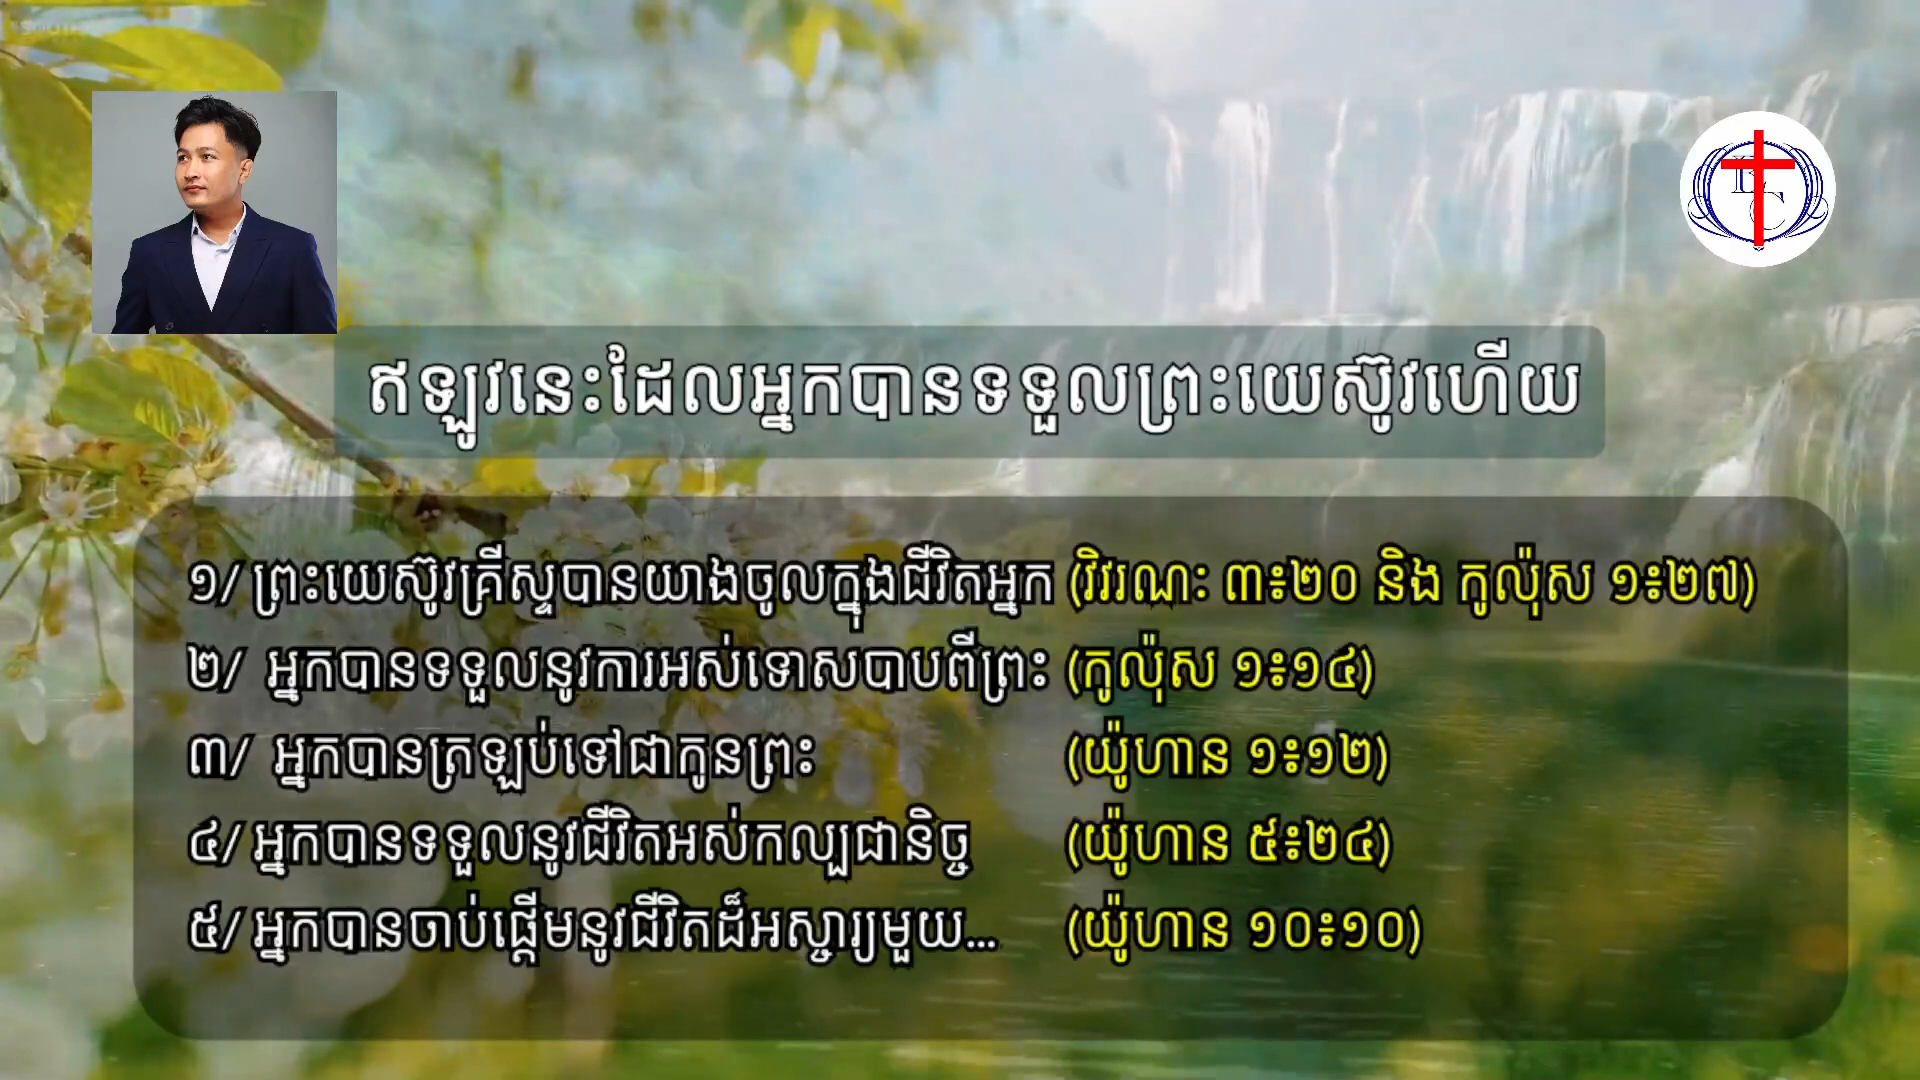 ឥឡូវនេះដែលអ្នកបានទទួលព្រះយេស៊ូវហើយ
១/ ព្រះយេស៊ូវគ្រីស្ទបានយាងចូលក្នុងជីវិតអ្នក (វិវរណៈ ៣៖២០ និង កូល៉ុស ១៖២៧)
២/ អ្នកបានទទួលនូវការអស់ទោសបាបពីព្រះ (កូល៉ុស ១៖១៤)
៣/ អ្នកបានត្រឡប់ទៅជាកូនព្រះ (យ៉ូហាន ១៖១២)
៤/ អ្នកបានទទួលនូវជីវិតអស់កល្បជានិច្ច (យ៉ូហាន ៥៖២៤)
៥/ អ្នកបានចាប់ផ្តើមនូវជីវិតដ៏អស្ចារ្យមួយ... (យ៉ូហាន ១០៖១០)